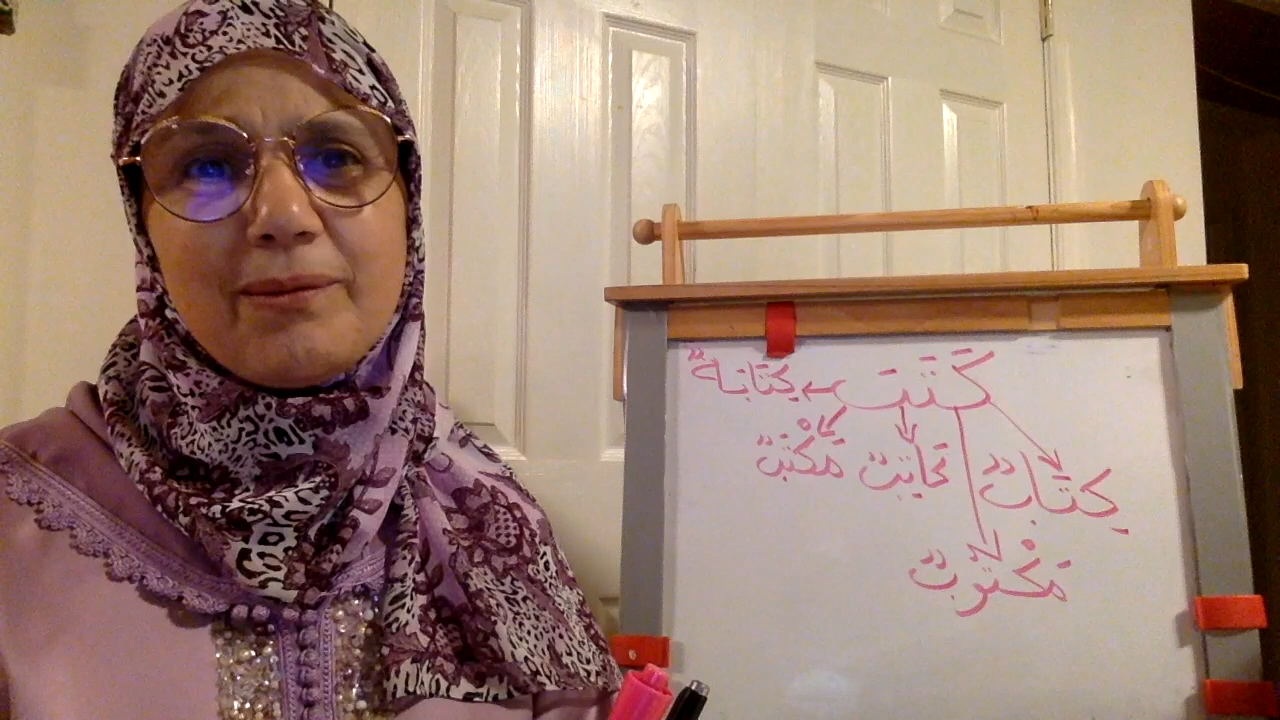 كَتَبَ ← كِتَابَةٌ
كِتَابٌ كَاتِبٌ مَكْتَبٌ
مَكْتُوبٌ